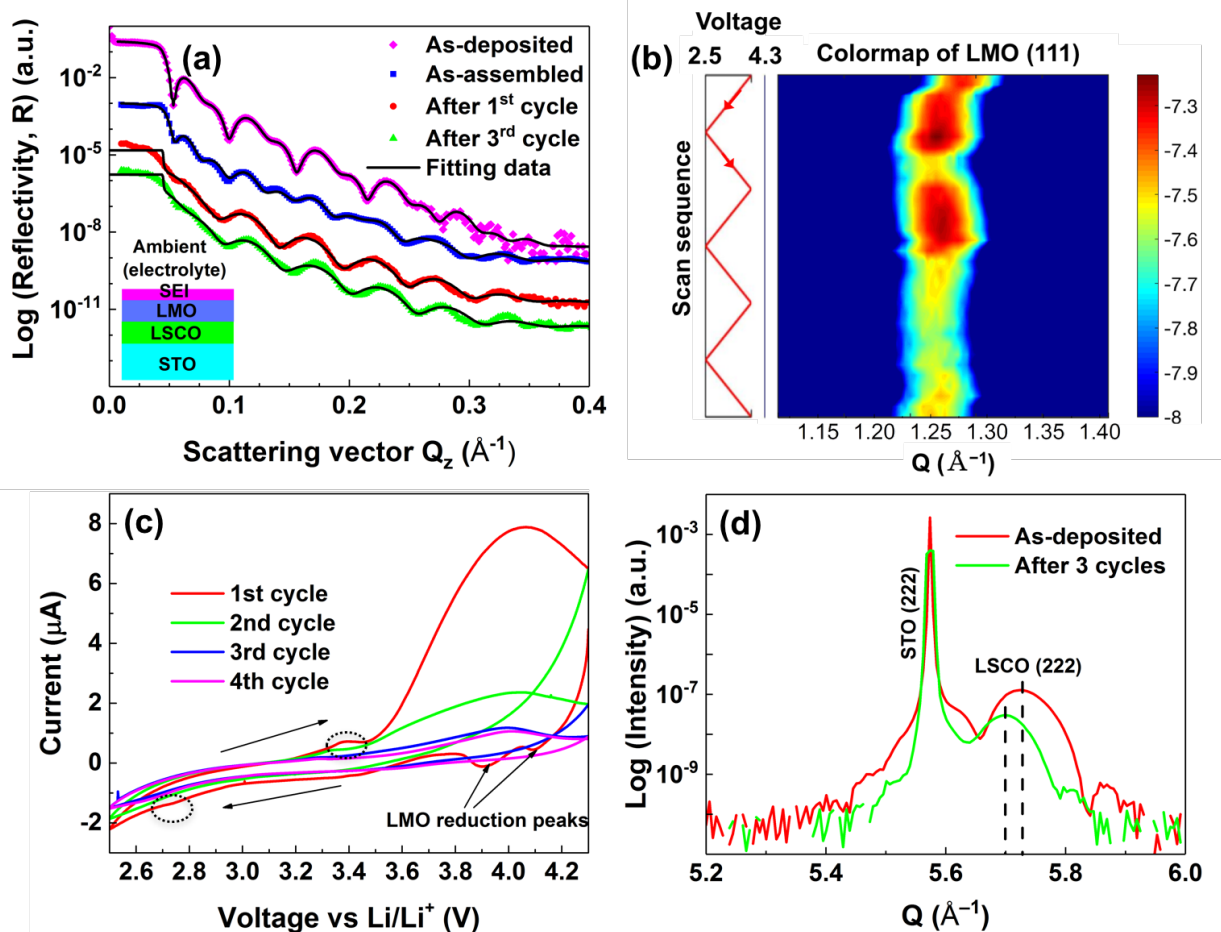 (a)
As-deposited
As-assembled
After 1st cycle
After 3rd cycle
Fitting data
Log (Reflectivity, R) (a.u.)
10-2
10-5
10-8
10-11
Ambient
(electrolyte)
SEI
LMO
LSCO
STO
0.0 0.1 0.2 0.3 0.4
Scattering vector Qz (Å-1)
Voltage
2.5 4.3
(b)
Colormap of LMO (111)
Scan sequence
-7.3
-7.4
-7.5
-7.6
-7.7
-7.8
-7.9
-8
1.15 1.20 1.25 1.30 1.35 1.40
Q (Å−1)
(c)
8
6
4
2
0
-2
Current (μA)
1st cycle
2nd cycle
3rd cycle
4th cycle
LMO reduction peaks
2.6 2.8 3.0 3.2 3.4 3.6 3.8 4.0 4.2
Voltage vs Li/Li+ (V)
(d)
As-deposited
After 3 cycles
Log (Intensity) (a.u.)
10-3
10-5
10-7
10-9
STO (222)
LSCO (222)
5.2 5.4 5.6 5.8 6.0
Q (Å−1)